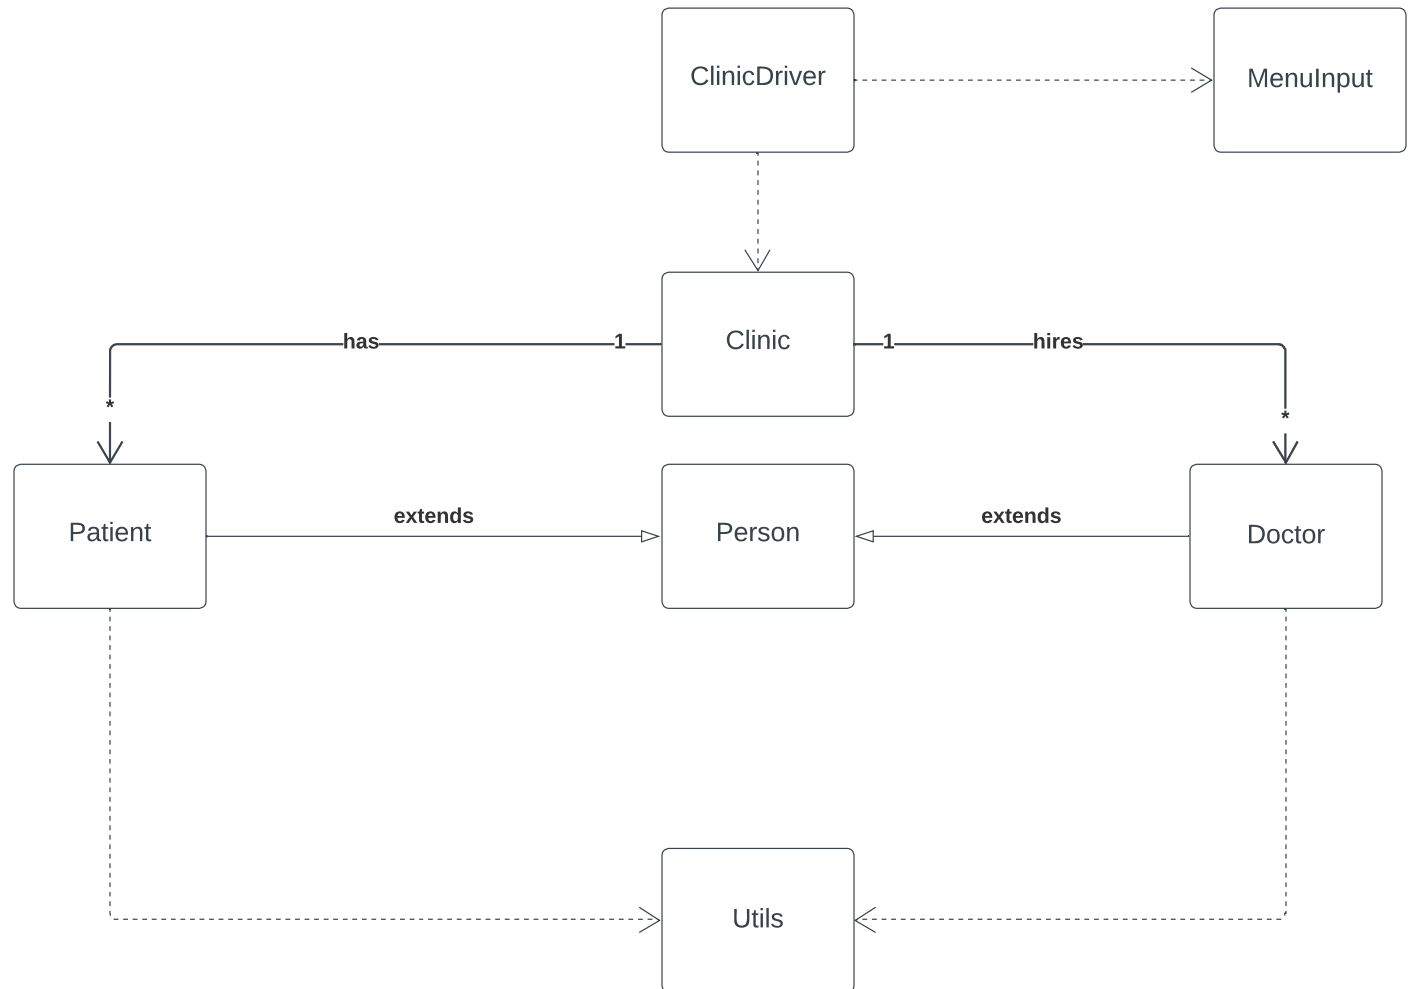 ClinicDriver
MenuInput
Clinic
has
1
1
hires
*
*
Patient
extends
Person
extends
Doctor
Utils